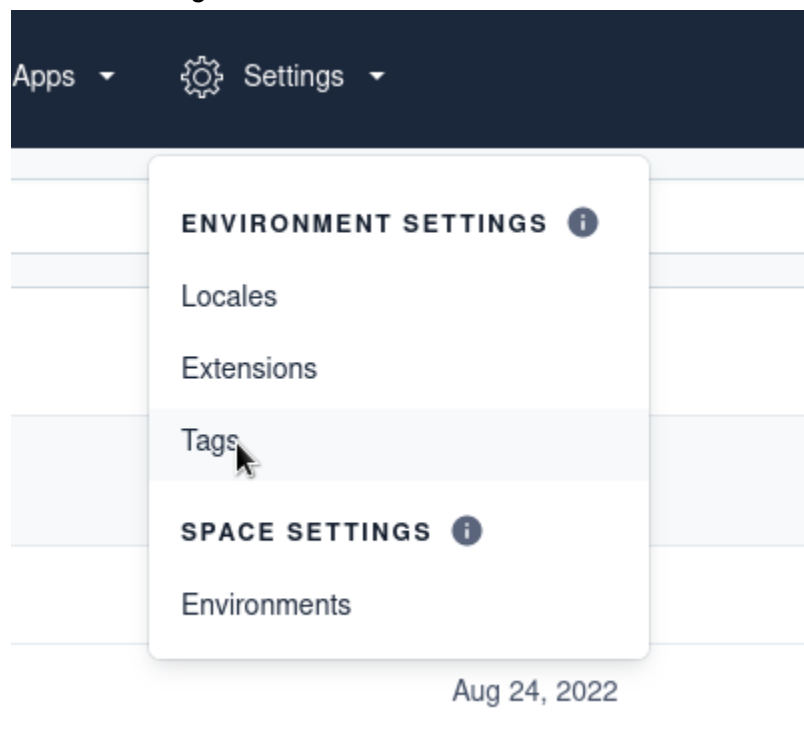 Apps Settings
ENVIRONMENT SETTINGS
Locales
Extensions
Tags
SPACE SETTINGS
Environments
Aug 24, 2022